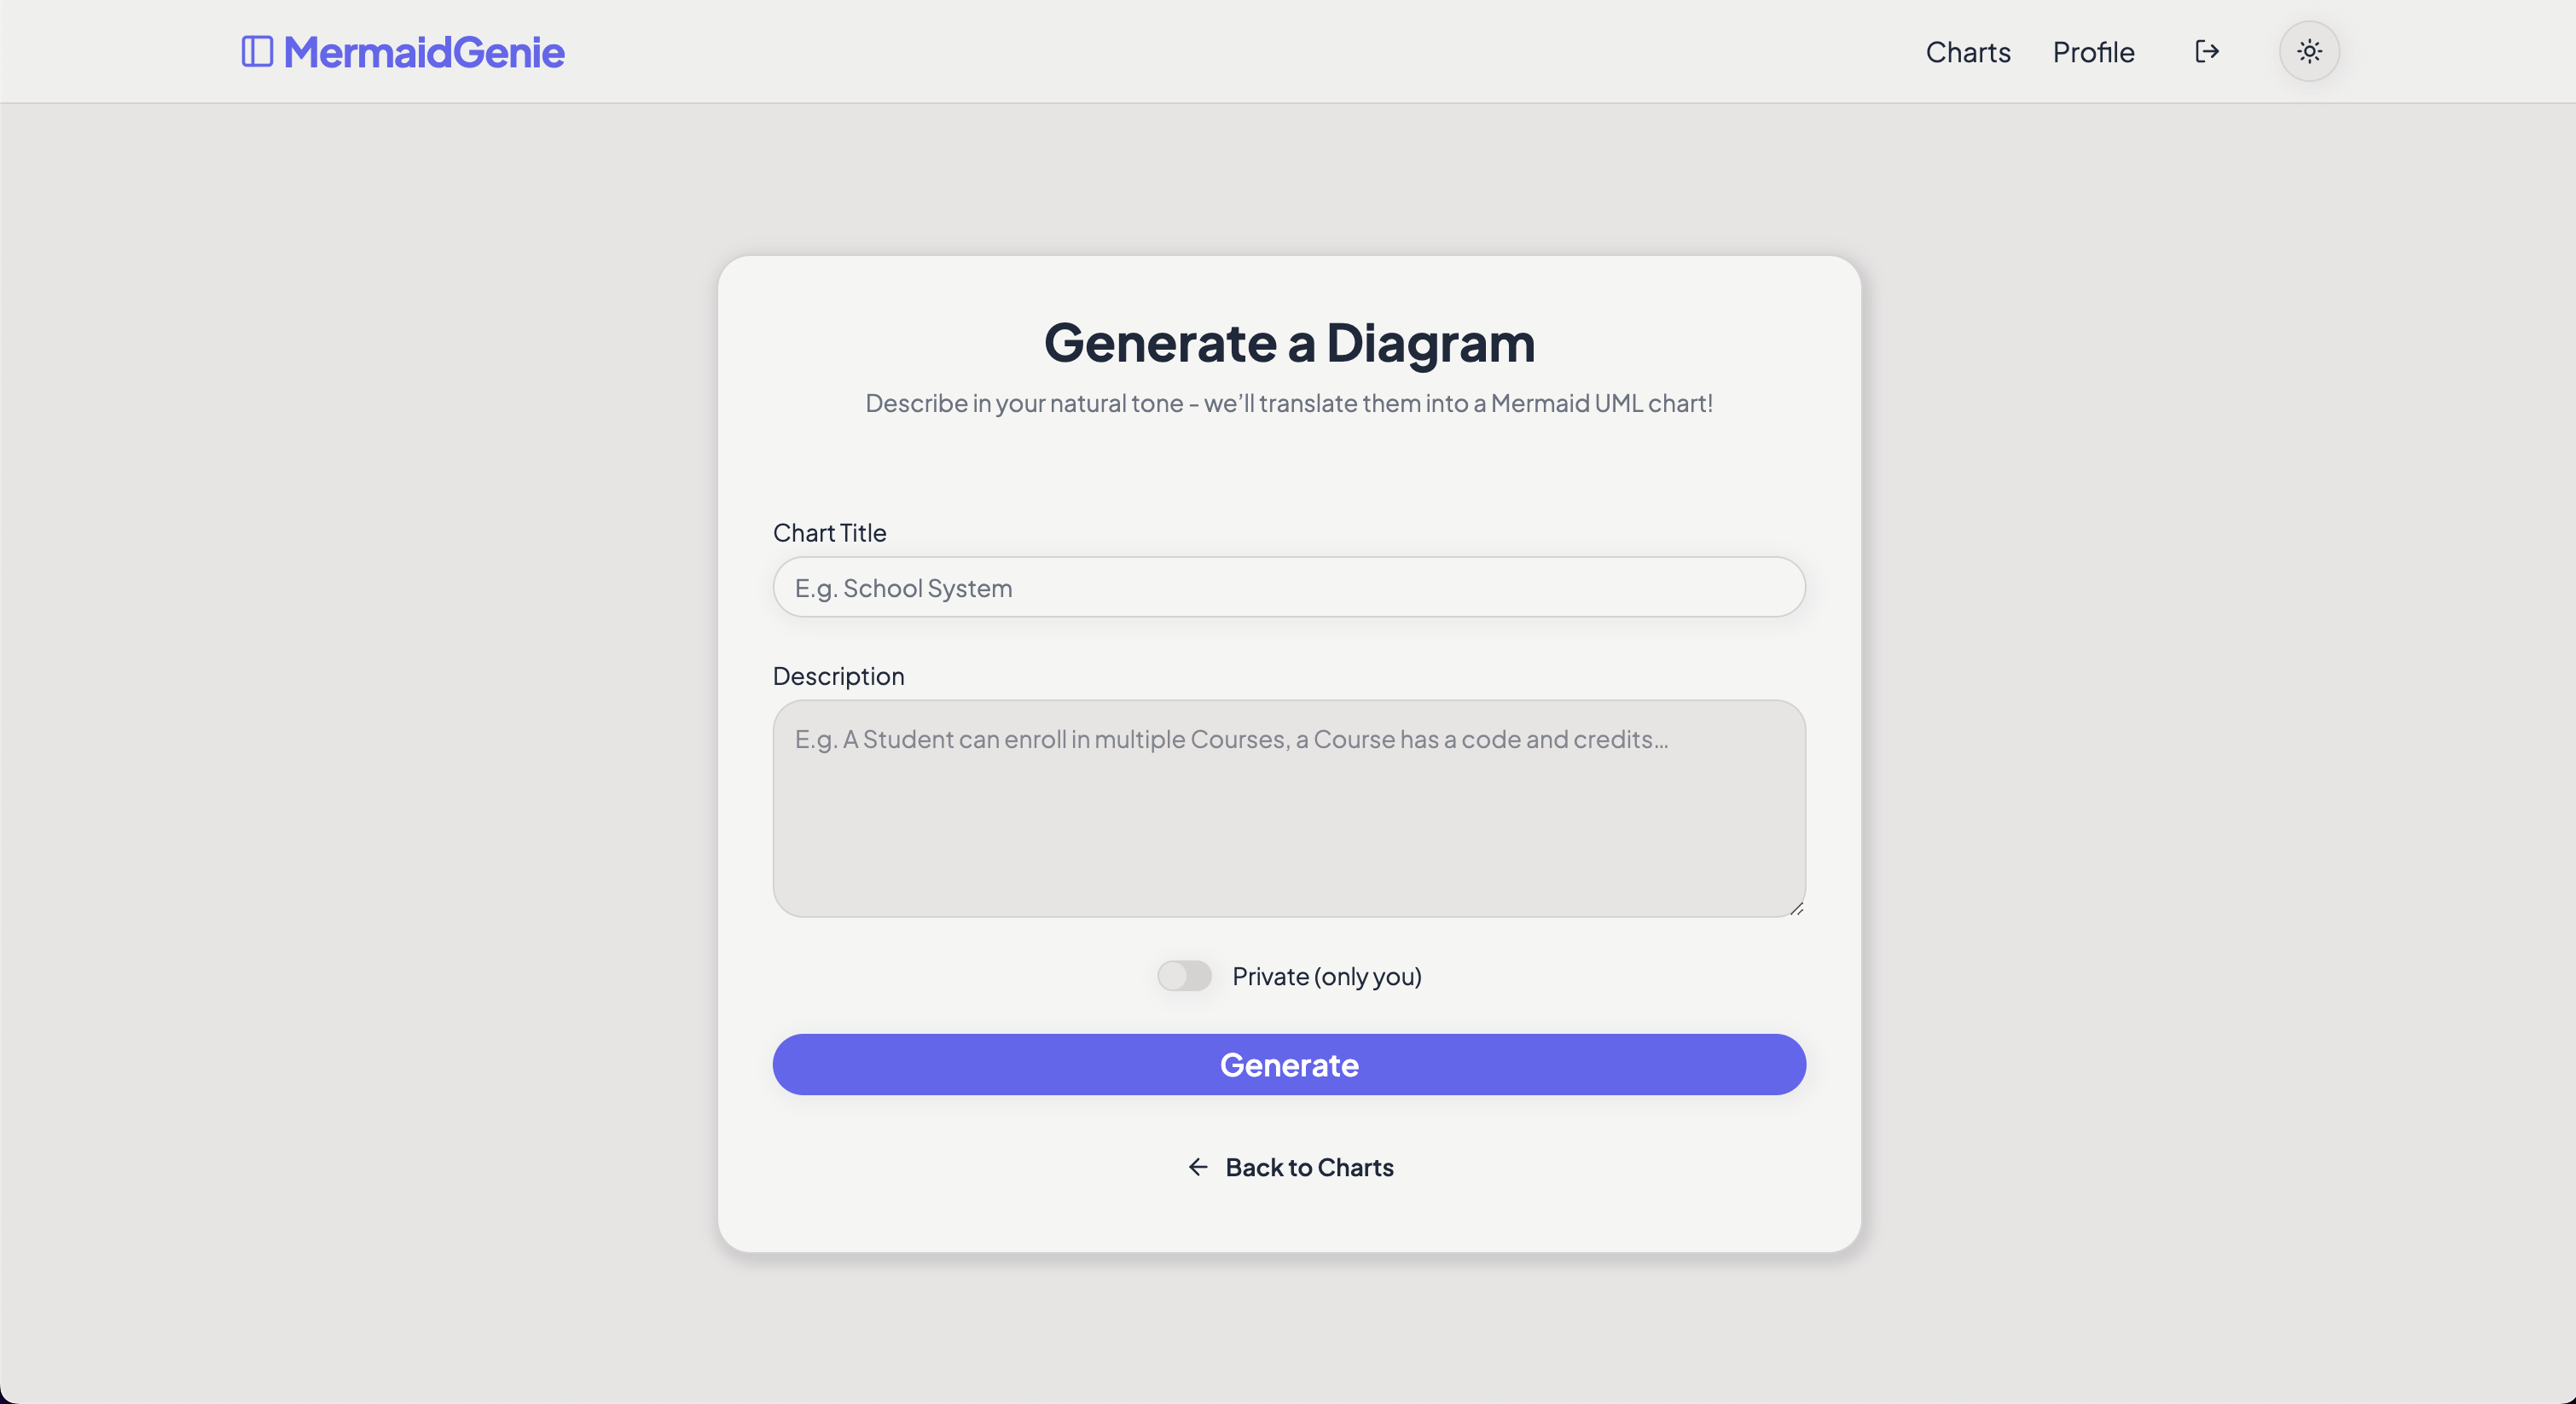 MermaidGenie
Charts
Profile
Generate a Diagram
Describe in your natural tone - we’ll translate them into a Mermaid UML chart!
Chart Title
E.g. School System
Description
E.g. A Student can enroll in multiple Courses, a Course has a code and credits...
Private (only you)
Generate
Back to Charts